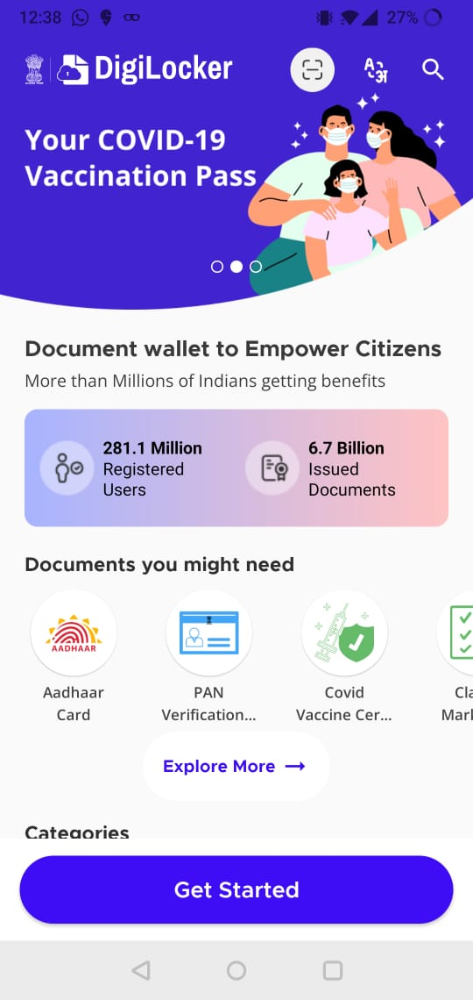 12:38
27%
DigiLocker
A अ
Your COVID-19
Vaccination Pass
Document wallet to Empower Citizens
More than Millions of Indians getting benefits
281.1 Million
Registered
Users
6.7 Billion
Issued
Documents
Documents you might need
AADHAAR
Aadhaar
Card
PAN
Verification...
Covid
Vaccine Cer...
Cla
Mark
Explore More →
Categories
Get Started